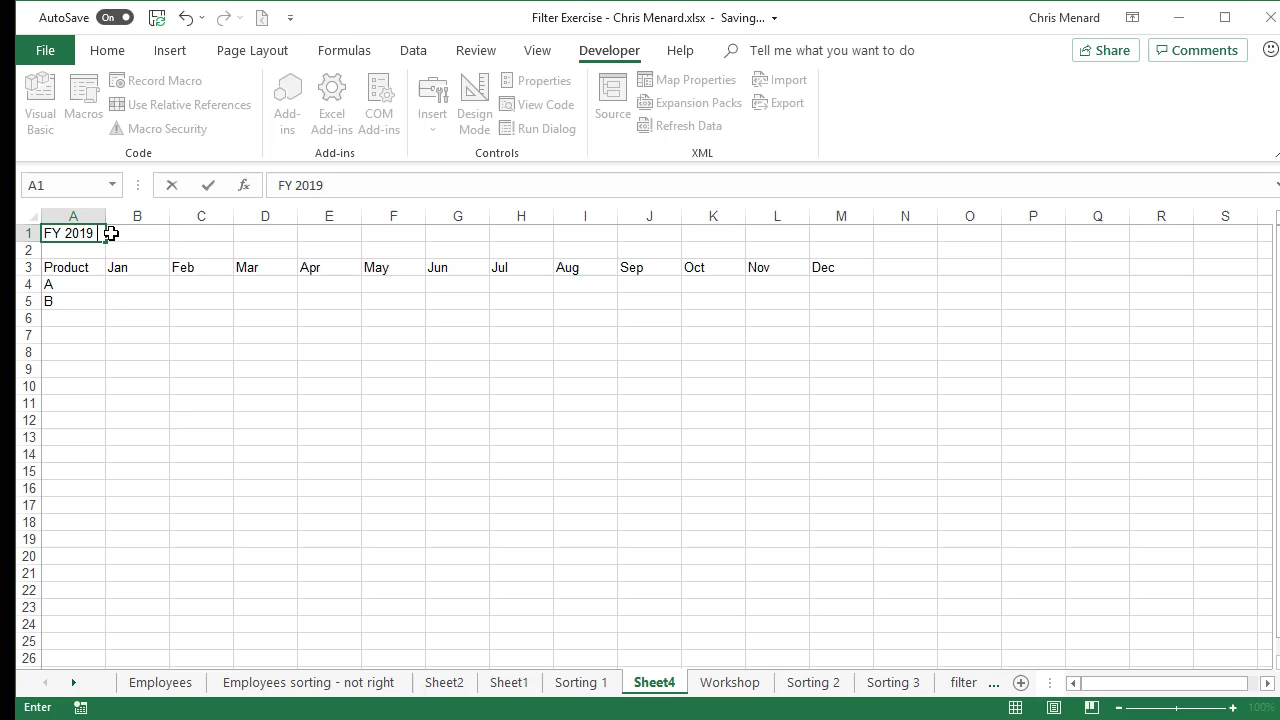 AutoSave On Filter Exercise - Chris Menard.xlsx - Saving... Chris Menard
File Home Insert Page Layout Formulas Data Review View Developer Help Tell me what you want to do Share Comments
Visual Basic
Macros
Record Macro
Use Relative References
Macro Security
Code
Add-ins
Excel Add-ins
COM Add-ins
Add-ins
Insert
Design Mode
Properties
View Code
Run Dialog
Controls
Source
Map Properties
Expansion Packs
Refresh Data
Import
Export
XML
A1 fx FY 2019
A B C D E F G H I J K L M N O P Q R S
1 FY 2019
2
3 Product Jan Feb Mar Apr May Jun Jul Aug Sep Oct Nov Dec
4 A
5 B
6
7
8
9
10
11
12
13
14
15
16
17
18
19
20
21
22
23
24
25
26
Employees Employees sorting - not right Sheet2 Sheet1 Sorting 1 Sheet4 Workshop Sorting 2 Sorting 3 filter ...
Enter 100%